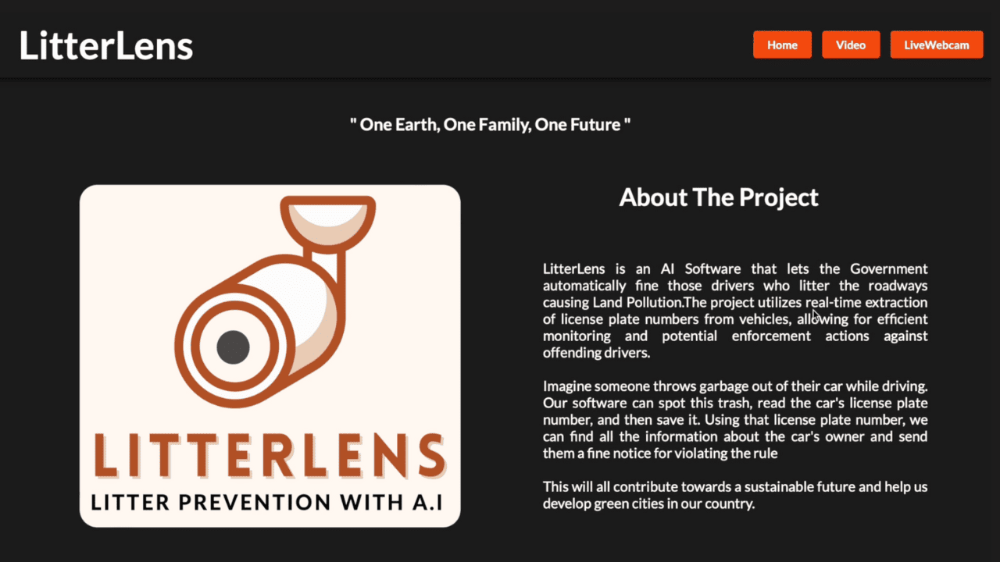 LitterLens
Home
Video
LiveWebcam
" One Earth, One Family, One Future "
LITTERLENS
LITTER PREVENTION WITH A.I
About The Project
LitterLens is an AI Software that lets the Government
automatically fine those drivers who litter the roadways
causing Land Pollution.The project utilizes real-time extraction
of license plate numbers from vehicles, allowing for efficient
monitoring and potential enforcement actions against
offending drivers.
Imagine someone throws garbage out of their car while driving.
Our software can spot this trash, read the car's license plate
number, and then save it. Using that license plate number, we
can find all the information about the car's owner and send
them a fine notice for violating the rule
This will all contribute towards a sustainable future and help us
develop green cities in our country.